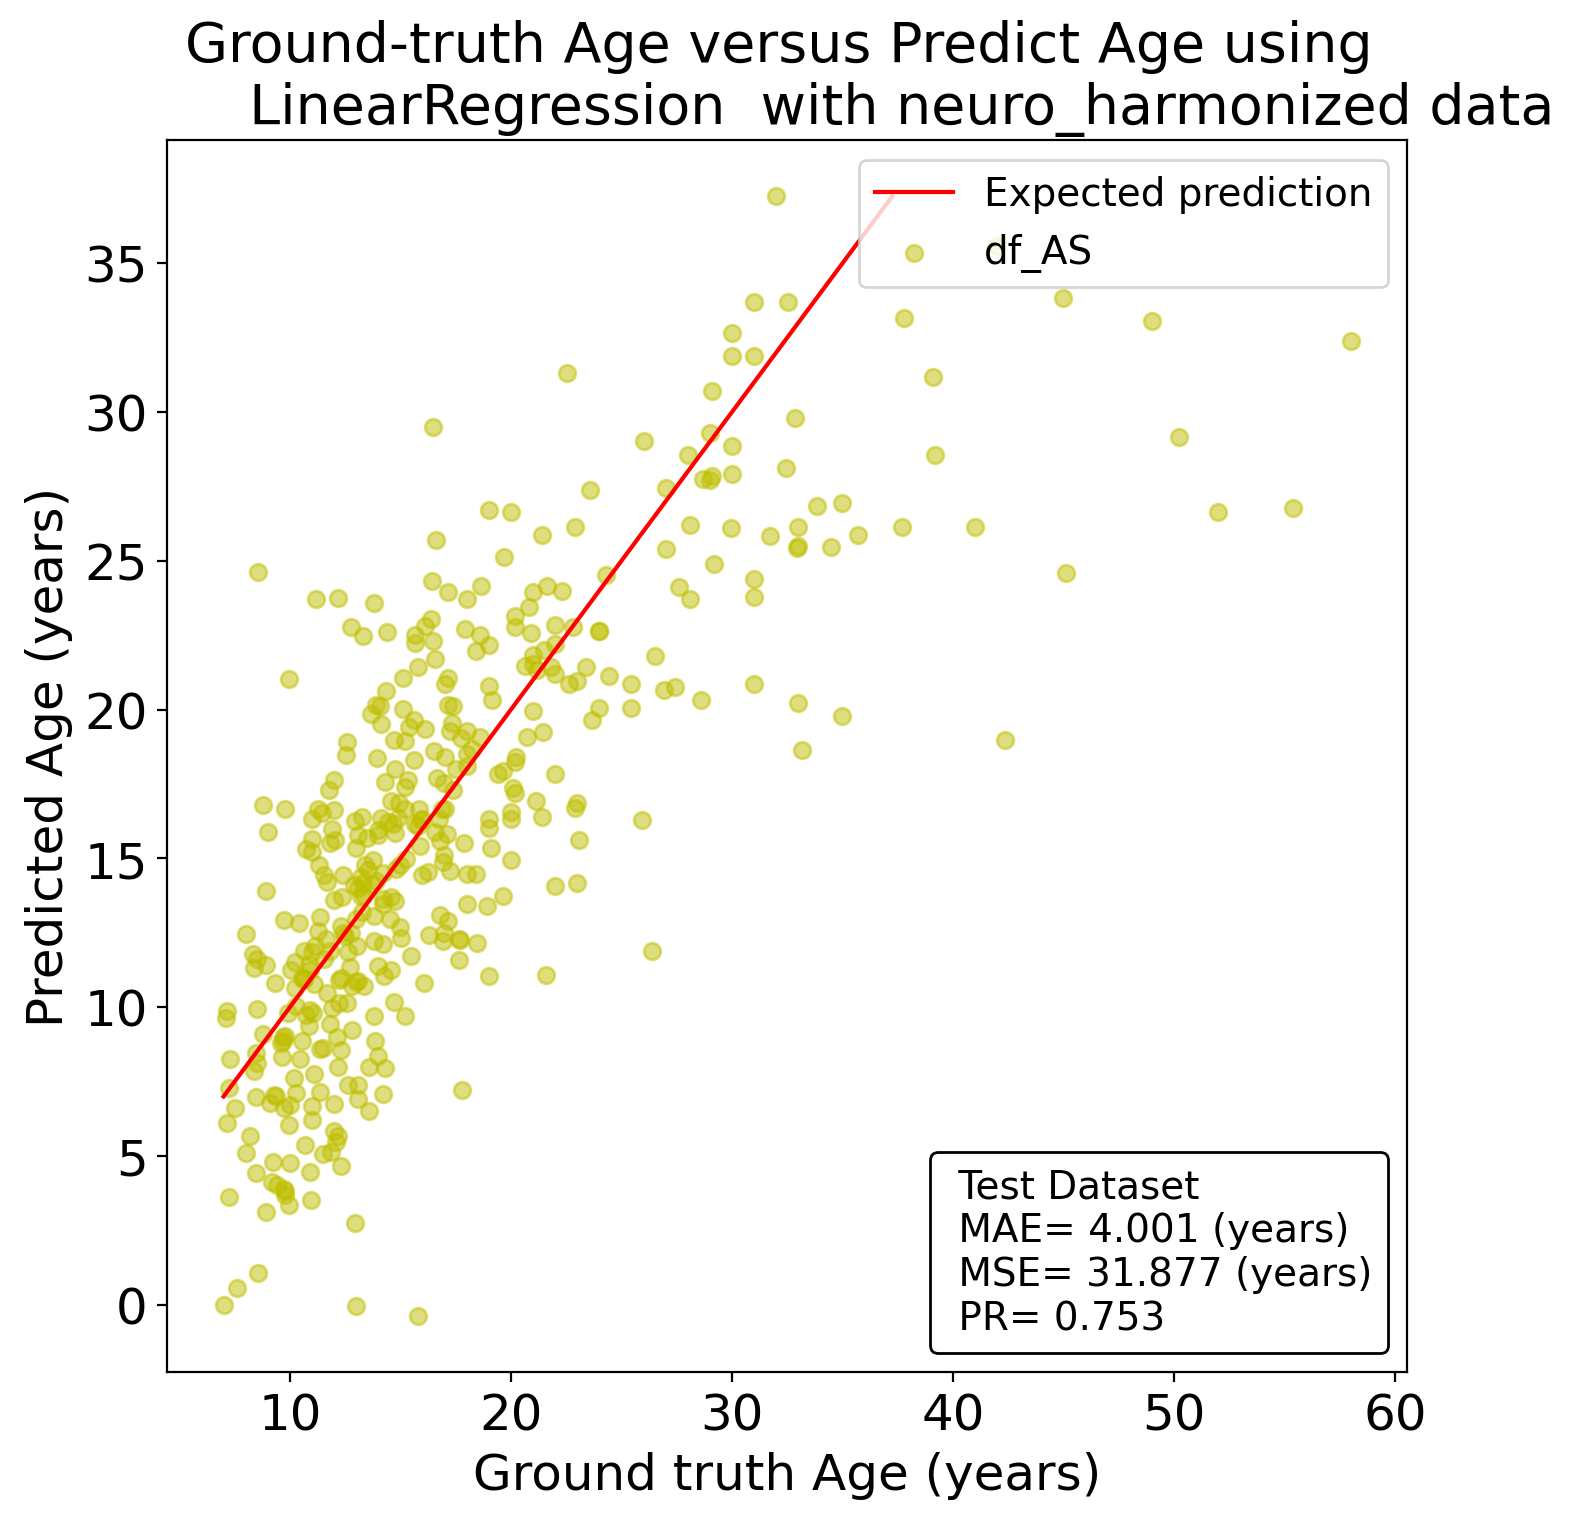 Ground-truth Age versus Predict Age using
LinearRegression  with neuro_harmonized data
Expected prediction
df_AS
35
30
25
20
15
10
5
0
Predicted Age (years)
Test Dataset
MAE= 4.001 (years)
MSE= 31.877 (years)
PR= 0.753
10 20 30 40 50 60
Ground truth Age (years)